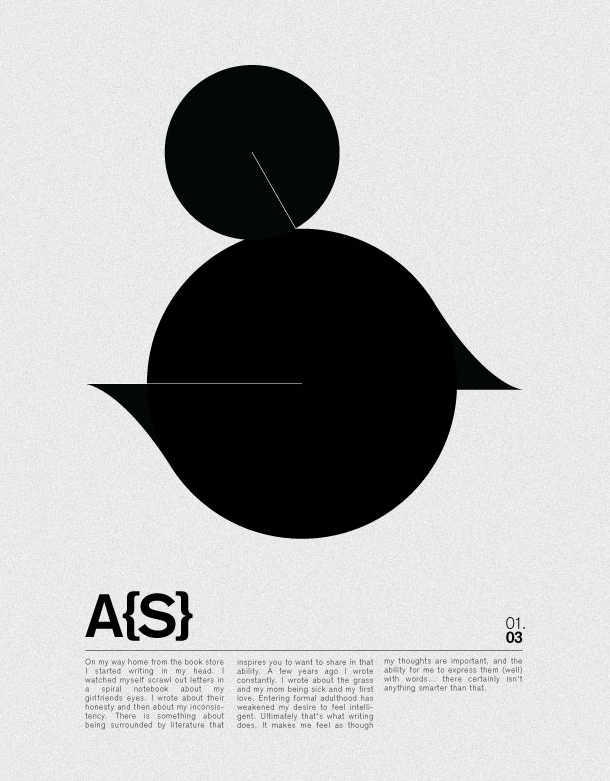 A{S}
01.
03
On my way home from the book store
I started writing in my head. I
watched myself scrawl out letters in
a spiral notebook about my
girlfriends eyes. I wrote about their
honesty and then about my inconsis-
tency. There is something about
being surrounded by literature that
inspires you to want to share in that
ability. A few years ago I wrote
constantly. I wrote about the grass
and my mom being sick and my first
love. Entering formal adulthood has
weakened my desire to feel intelli-
gent. Ultimately that's what writing
does. It makes me feel as though
my thoughts are important, and the
ability for me to express them (well)
with words... there certainly isn't
anything smarter than that.